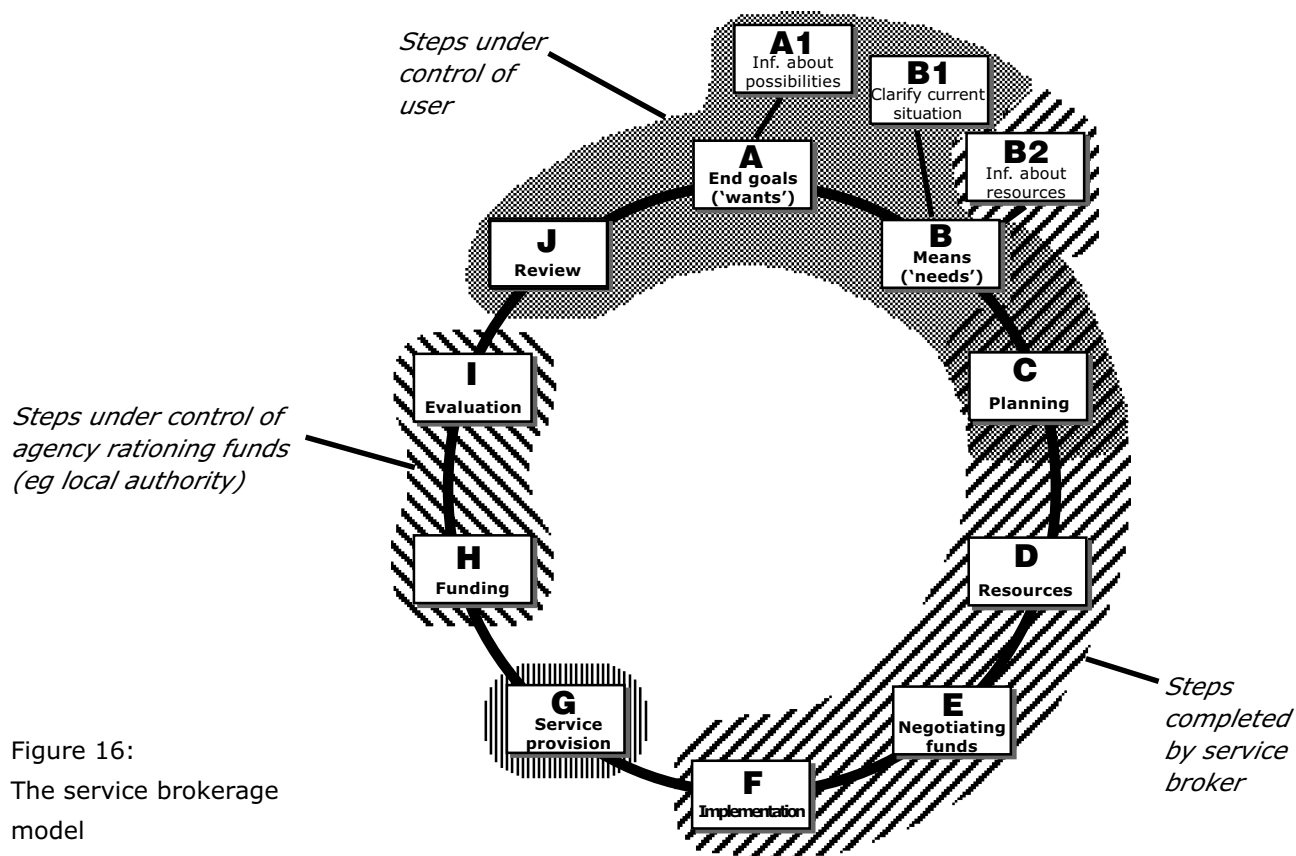 Steps under
control of
user
A1
Inf. about
possibilities
B1
Clarify current
situation
B2
Inf. about
resources
A
End goals
(‘wants’)
B
Means
(‘needs’)
J
Review
I
Evaluation
C
Planning
Steps under control of
agency rationing funds
(eg local authority)
H
Funding
D
Resources
G
Service
provision
E
Negotiating
funds
F
Implementation
Steps
completed
by service
broker
Figure 16:
The service brokerage
model